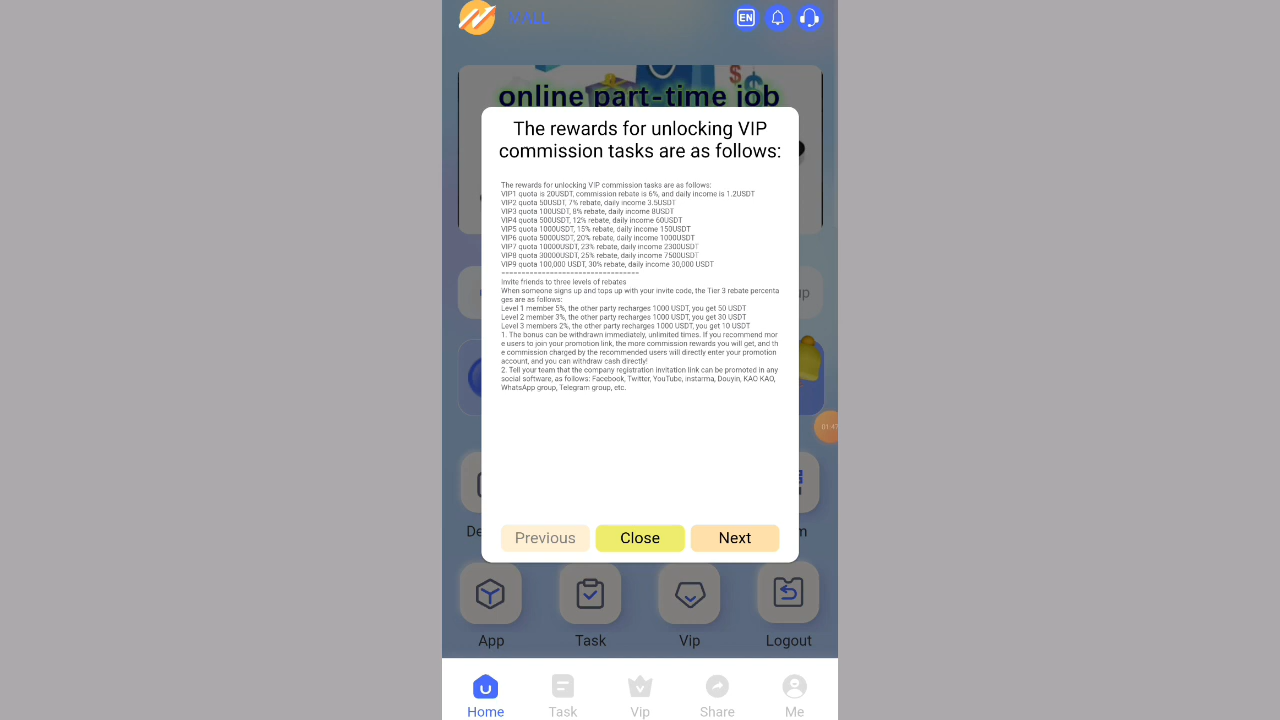 MALL
EN
online part-time job
The rewards for unlocking VIP
commission tasks are as follows:
The rewards for unlocking VIP commission tasks are as follows:
VIP1 quota is 20USDT, commission rebate is 6%, and daily income is 1.2USDT
VIP2 quota 50USDT, 7% rebate, daily income 3.5USDT
VIP3 quota 100USDT, 8% rebate, daily income 8USDT
VIP4 quota 500USDT, 12% rebate, daily income 60USDT
VIP5 quota 1000USDT, 15% rebate, daily income 150USDT
VIP6 quota 5000USDT, 20% rebate, daily income 1000USDT
VIP7 quota 10000USDT, 23% rebate, daily income 2300USDT
VIP8 quota 30000USDT, 25% rebate, daily income 7500USDT
VIP9 quota 100,000 USDT, 30% rebate, daily income 30,000 USDT
==================================
Invite friends to three levels of rebates
When someone signs up and tops up with your invite code, the Tier 3 rebate percenta
ges are as follows:
Level 1 member 5%, the other party recharges 1000 USDT, you get 50 USDT
Level 2 member 3%, the other party recharges 1000 USDT, you get 30 USDT
Level 3 members 2%, the other party recharges 1000 USDT, you get 10 USDT
1. The bonus can be withdrawn immediately, unlimited times. If you recommend mor
e users to join your promotion link, the more commission rewards you will get, and th
e commission charged by the recommended users will directly enter your promotion
account, and you can withdraw cash directly!
2. Tell your team that the company registration invitation link can be promoted in any
social software, as follows: Facebook, Twitter, YouTube, instarma, Douyin, KAO KAO,
WhatsApp group, Telegram group, etc.
up
01:47
De
m
Previous
Close
Next
App
Task
Vip
Logout
Home
Task
Vip
Share
Me